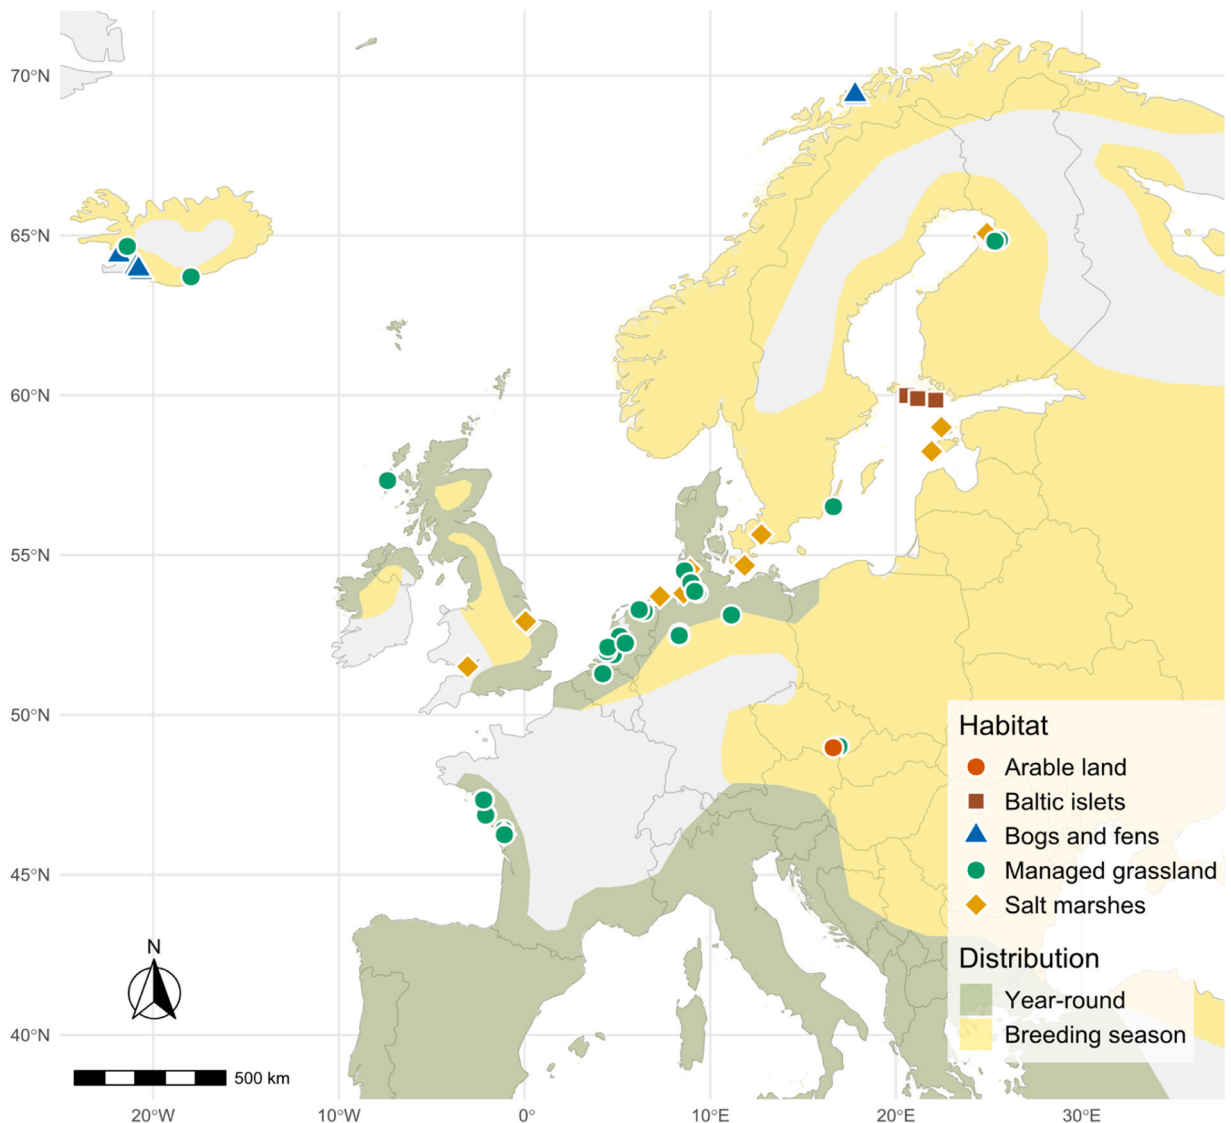 70°N
65°N
60°N
55°N
50°N
45°N
40°N
N
500 km
20°W
10°W
0°
10°E
20°E
30°E
Habitat
Arable land
Baltic islets
Bogs and fens
Managed grassland
Salt marshes
Distribution
Year-round
Breeding season